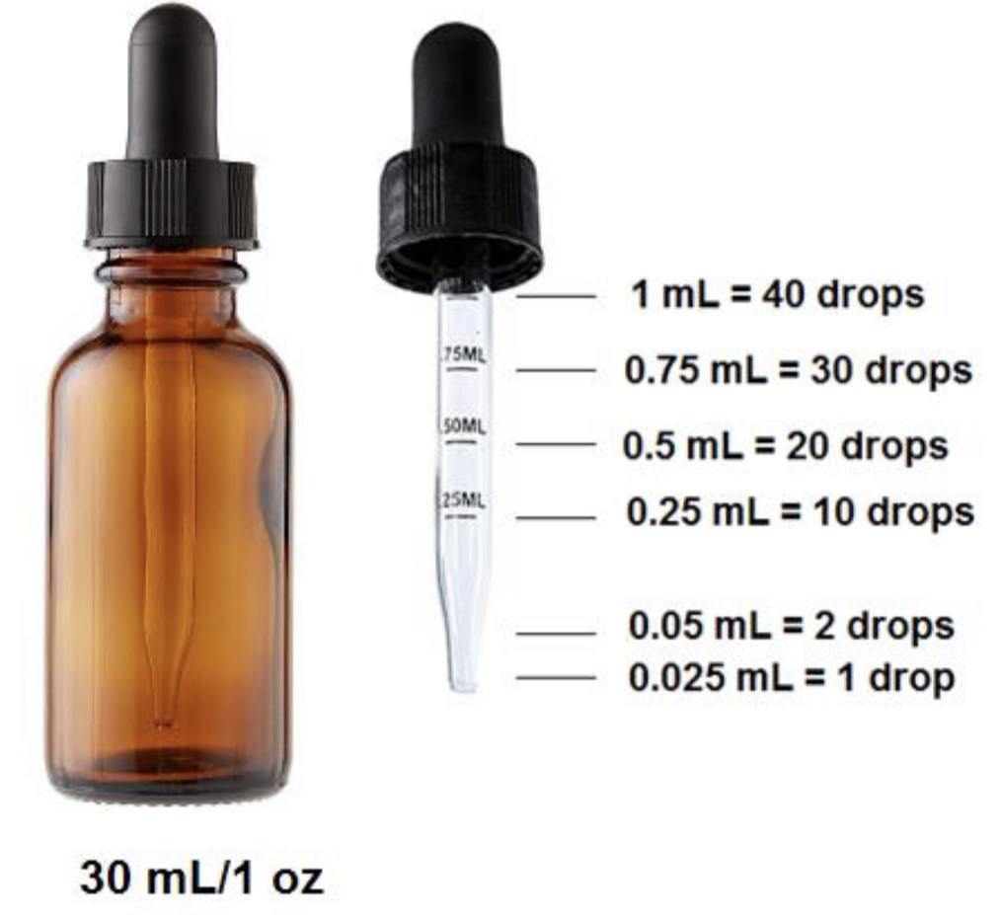 1 mL = 40 drops
.75ML
0.75 mL = 30 drops
.50ML
0.5 mL = 20 drops
.25ML
0.25 mL = 10 drops
0.05 mL = 2 drops
0.025 mL = 1 drop
30 mL/1 oz